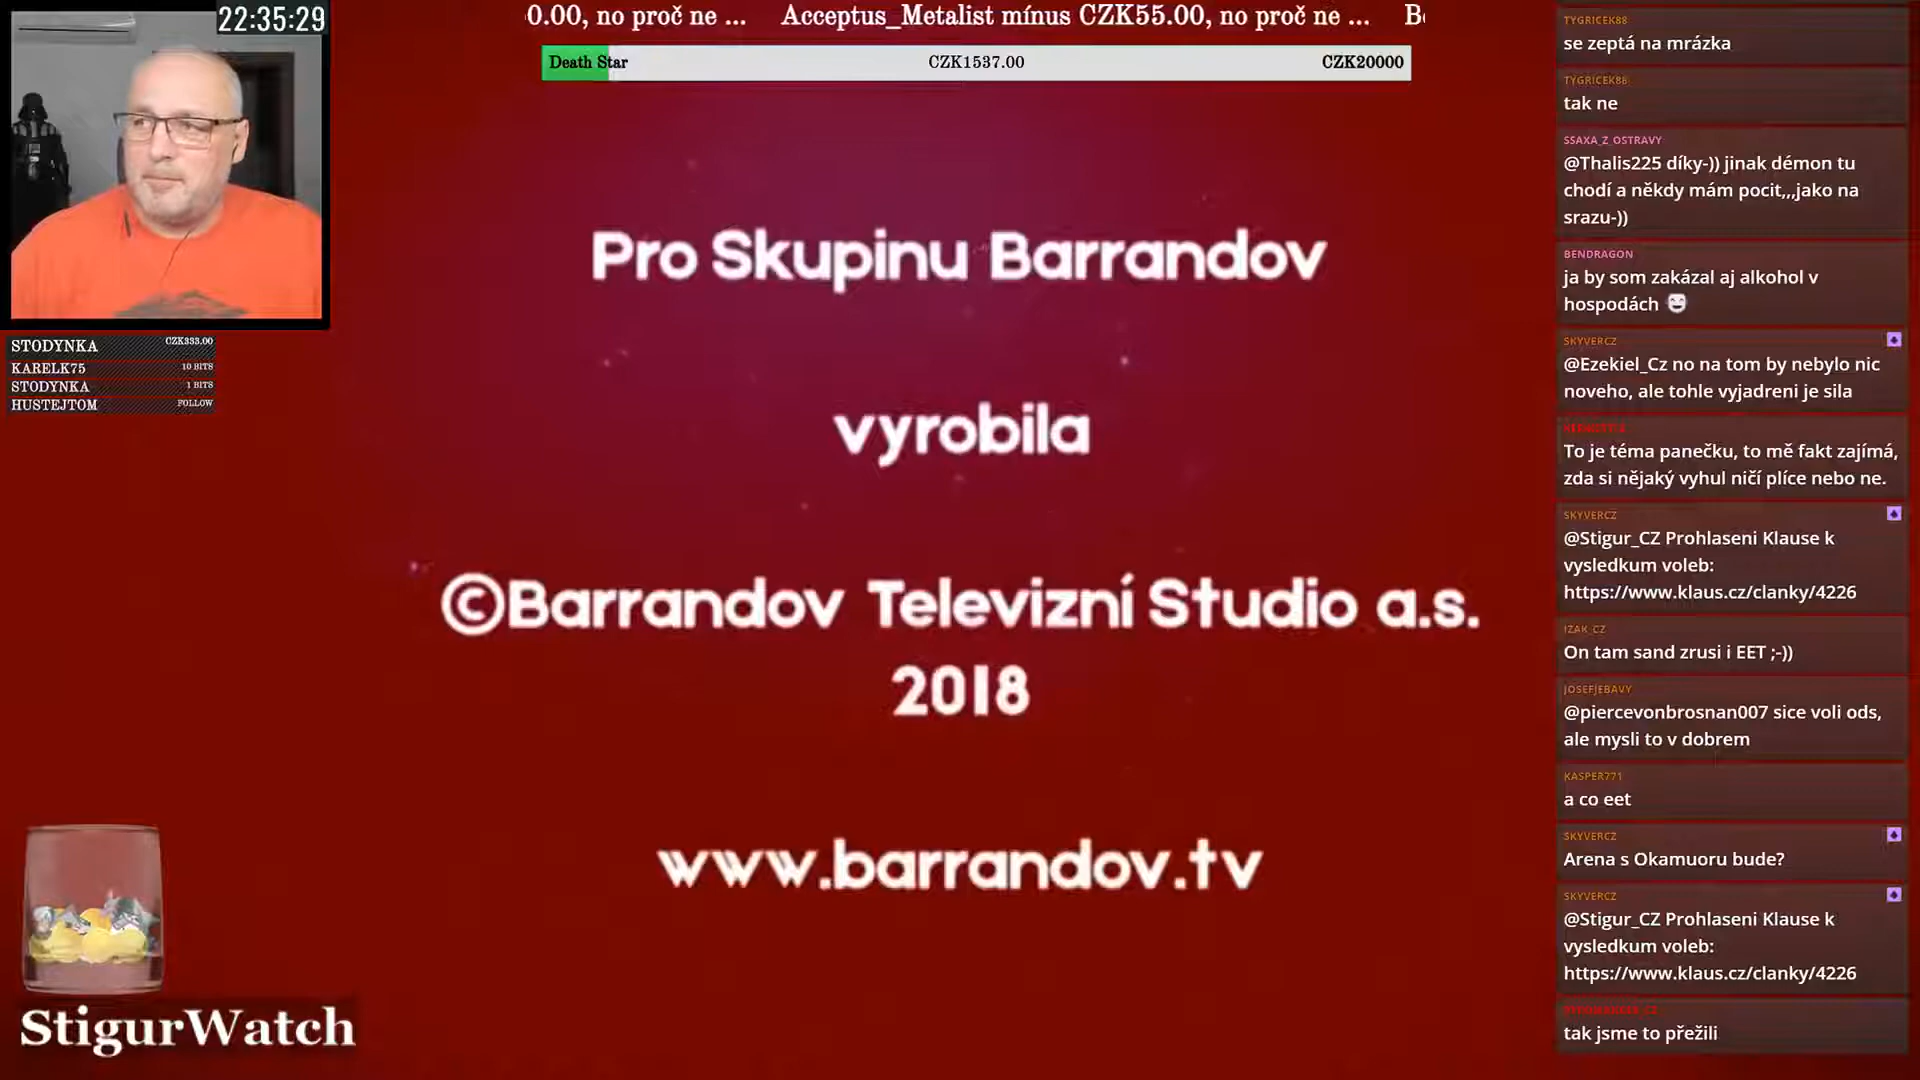 22:35:29
0.00, no proč ne ... Acceptus_Metalist mínus CZK55.00, no proč ne ...
Death Star CZK1537.00 CZK20000
STODYNKA CZK333.00
KARELK75 10 BITS
STODYNKA 1 BITS
HUSTEJTOM FOLLOW
Pro Skupinu Barrandov
vyrobila
©Barrandov Televizní Studio a.s.
2018
www.barrandov.tv
StigurWatch
TYGRICEK88
se zeptá na mrázka
TYGRICEK88
tak ne
SSAXA_Z_OSTRAVY
@Thalis225 díky-)) jinak démon tu
chodí a někdy mám pocit,,,jako na
srazu-))
BENDRAGON
ja by som zakázal aj alkohol v
hospodách
SKYVERCZ
@Ezekiel_Cz no na tom by nebylo nic
noveho, ale tohle vyjadreni je sila
To je téma panečku, to mě fakt zajímá,
zda si nějaký vyhul ničí plíce nebo ne.
SKYVERCZ
@Stigur_CZ Prohlaseni Klause k
vysledkum voleb:
https://www.klaus.cz/clanky/4226
IZAK_CZ
On tam sand zrusi i EET ;-))
JOSEFJEBAVY
@piercevonbrosnan007 sice voli ods,
ale mysli to v dobrem
KASPER771
a co eet
SKYVERCZ
Arena s Okamuoru bude?
SKYVERCZ
@Stigur_CZ Prohlaseni Klause k
vysledkum voleb:
https://www.klaus.cz/clanky/4226
tak jsme to přežili